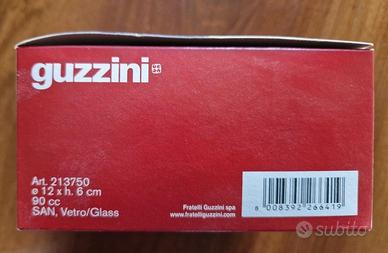 guzzini
Art. 213750
ø 12 x h. 6 cm
90 cc
SAN, Vetro/Glass
Fratelli Guzzini spa
www.fratelliguzzini.com
8 008392 266419
subito